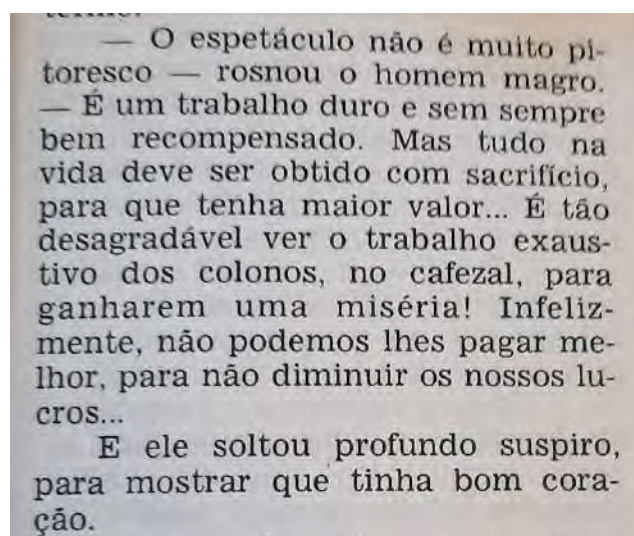 — O espetáculo não é muito pi-
toresco — rosnou o homem magro.
— É um trabalho duro e sem sempre
bem recompensado. Mas tudo na
vida deve ser obtido com sacrifício,
para que tenha maior valor... É tão
desagradável ver o trabalho exaus-
tivo dos colonos, no cafezal, para
ganharem uma miséria! Infeliz-
mente, não podemos lhes pagar me-
lhor, para não diminuir os nossos lu-
cros...
E ele soltou profundo suspiro,
para mostrar que tinha bom cora-
ção.